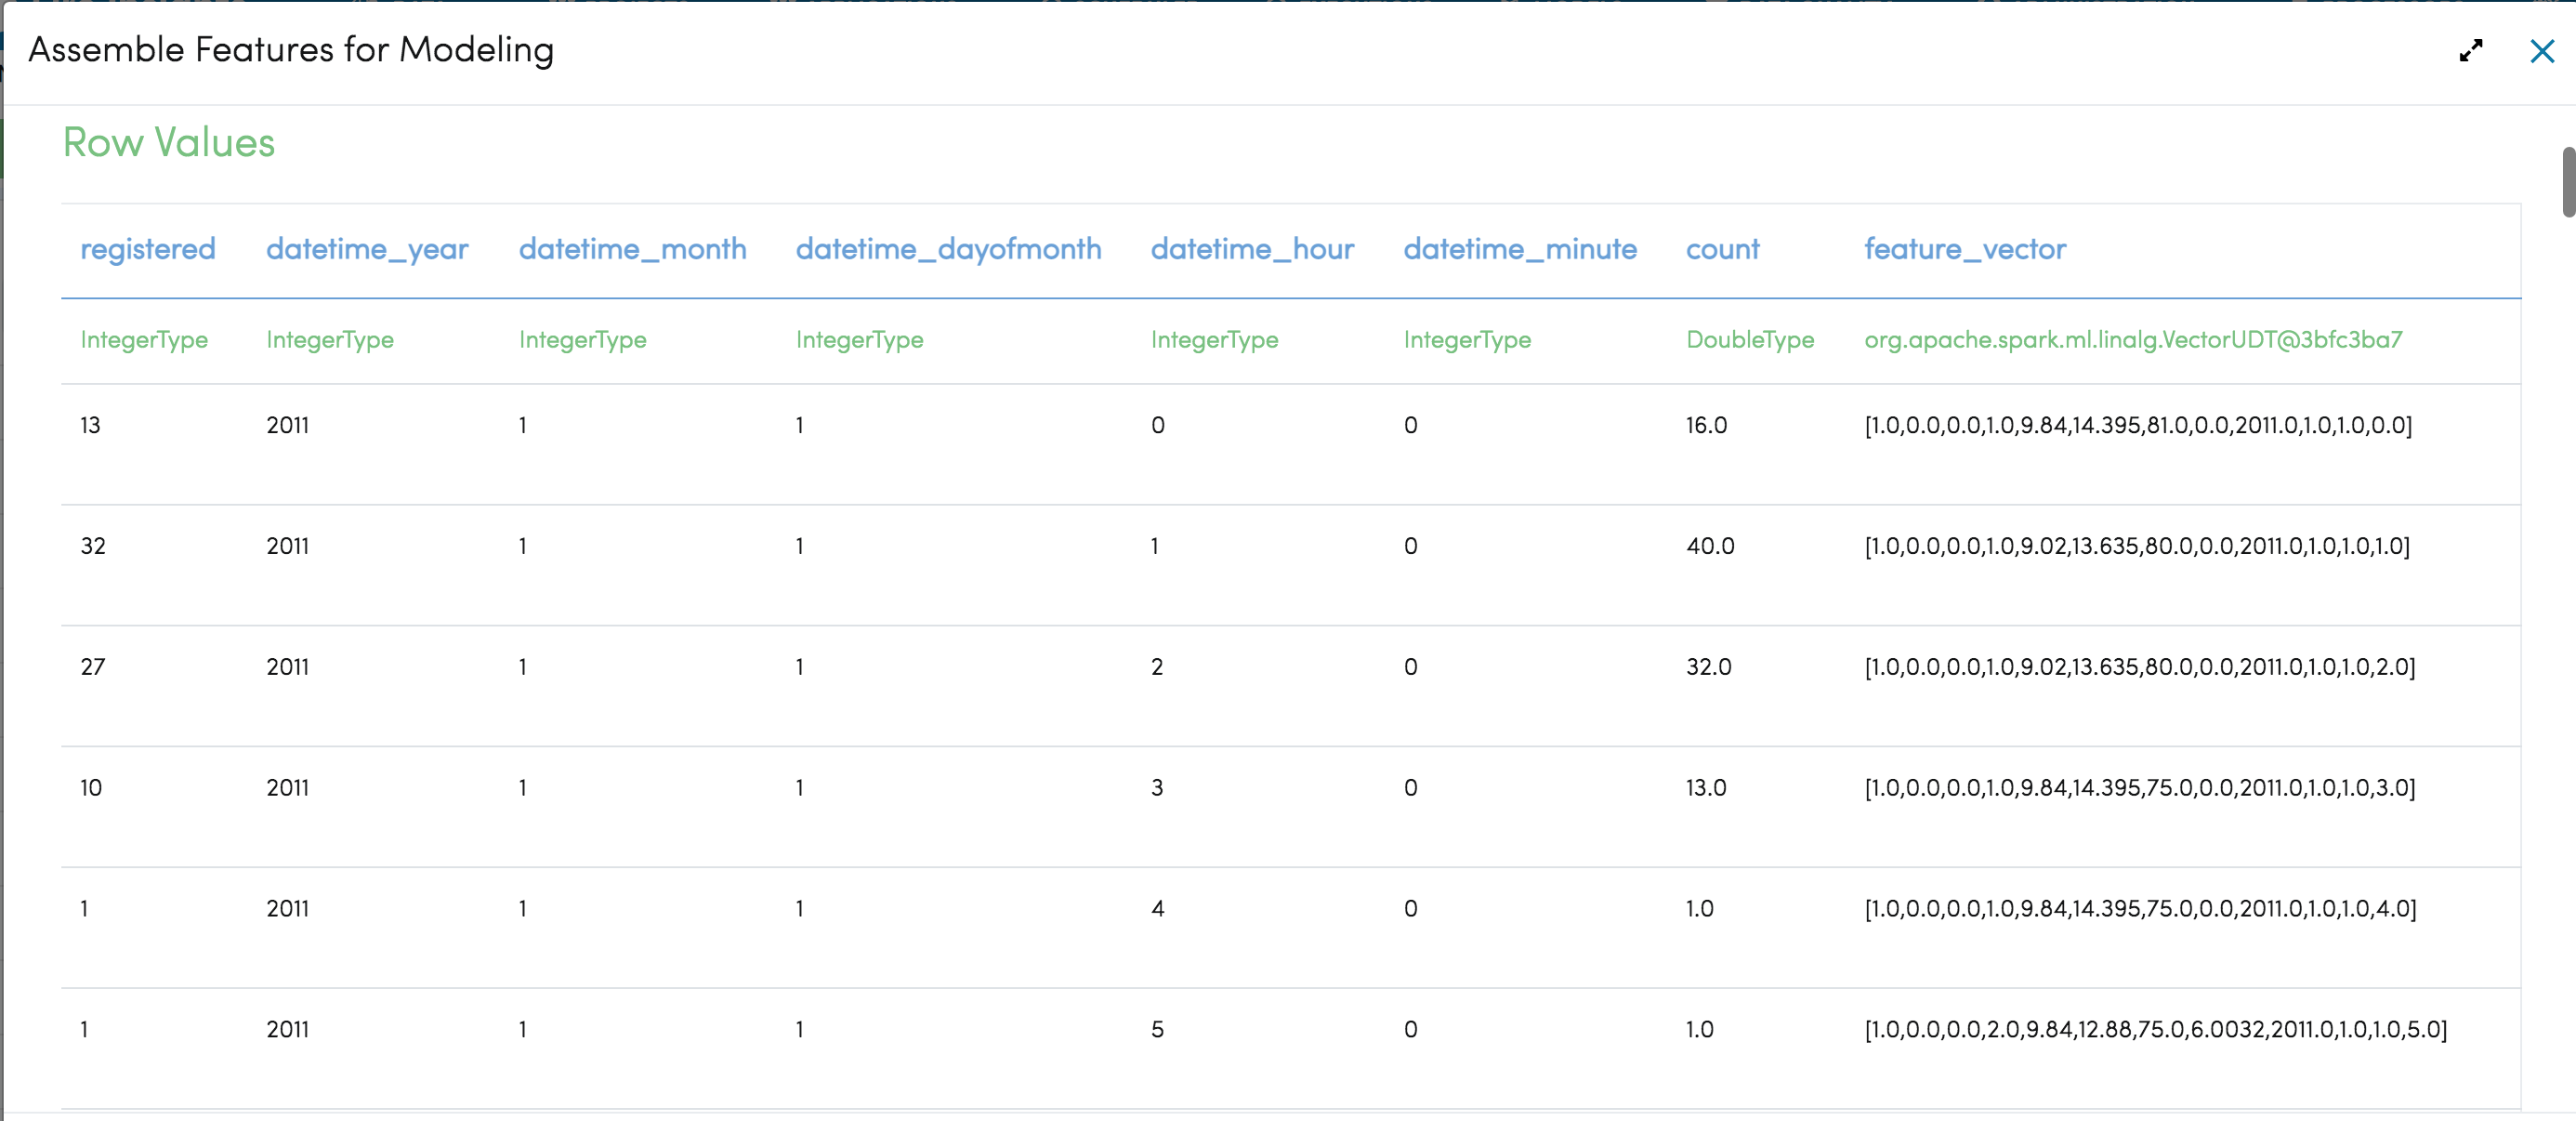 Assemble Features for Modeling
Row Values
registered datetime_year datetime_month datetime_dayofmonth datetime_hour datetime_minute count feature_vector
IntegerType IntegerType IntegerType IntegerType IntegerType IntegerType DoubleType org.apache.spark.ml.linalg.VectorUDT@3bfc3ba7
13 2011 1 1 0 0 16.0 [1.0,0.0,0.0,1.0,9.84,14.395,81.0,0.0,2011.0,1.0,1.0,0.0]
32 2011 1 1 1 0 40.0 [1.0,0.0,0.0,1.0,9.02,13.635,80.0,0.0,2011.0,1.0,1.0,1.0]
27 2011 1 1 2 0 32.0 [1.0,0.0,0.0,1.0,9.02,13.635,80.0,0.0,2011.0,1.0,1.0,2.0]
10 2011 1 1 3 0 13.0 [1.0,0.0,0.0,1.0,9.84,14.395,75.0,0.0,2011.0,1.0,1.0,3.0]
1 2011 1 1 4 0 1.0 [1.0,0.0,0.0,1.0,9.84,14.395,75.0,0.0,2011.0,1.0,1.0,4.0]
1 2011 1 1 5 0 1.0 [1.0,0.0,0.0,2.0,9.84,12.88,75.0,6.0032,2011.0,1.0,1.0,5.0]